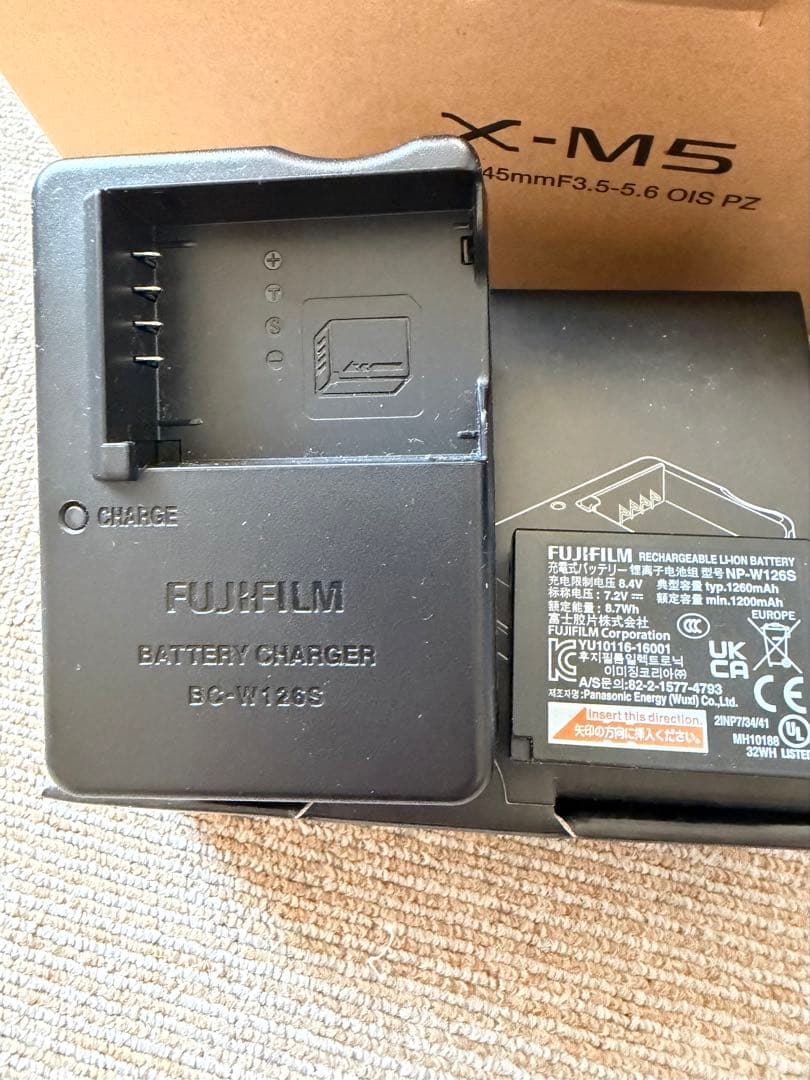 X-M5
45mmF3.5-5.6 OIS PZ
+
T
S
-
CHARGE
FUJIFILM
BATTERY CHARGER
BC-W126S
FUJIFILM RECHARGEABLE LI-ION BATTERY
充電式バッテリー 锂离子电池组 型号 NP-W126S
充电限制电压：8.4V 典型容量 typ.1260mAh
标称电压：7.2V ⎓ 额定容量 min.1200mAh
额定能量：8.7Wh EUROPE
富士胶片株式会社
FUJIFILM Corporation
CCC
YU10116-16001
KC
후지필름일렉트로닉
이미징코리아㈜
UK
CA
A/S문의:82-2-1577-4793
CE
제조자명:Panasonic Energy (Wuxi) Co.,Ltd.
Insert this direction.
矢印の方向に挿入ください。
2INP7/34/41
UL
MH10188
32WH LISTED